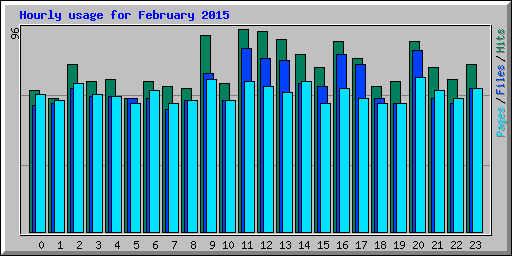 Hourly usage for February 2015
96
Pages / Files / Hits
0 1 2 3 4 5 6 7 8 9 10 11 12 13 14 15 16 17 18 19 20 21 22 23